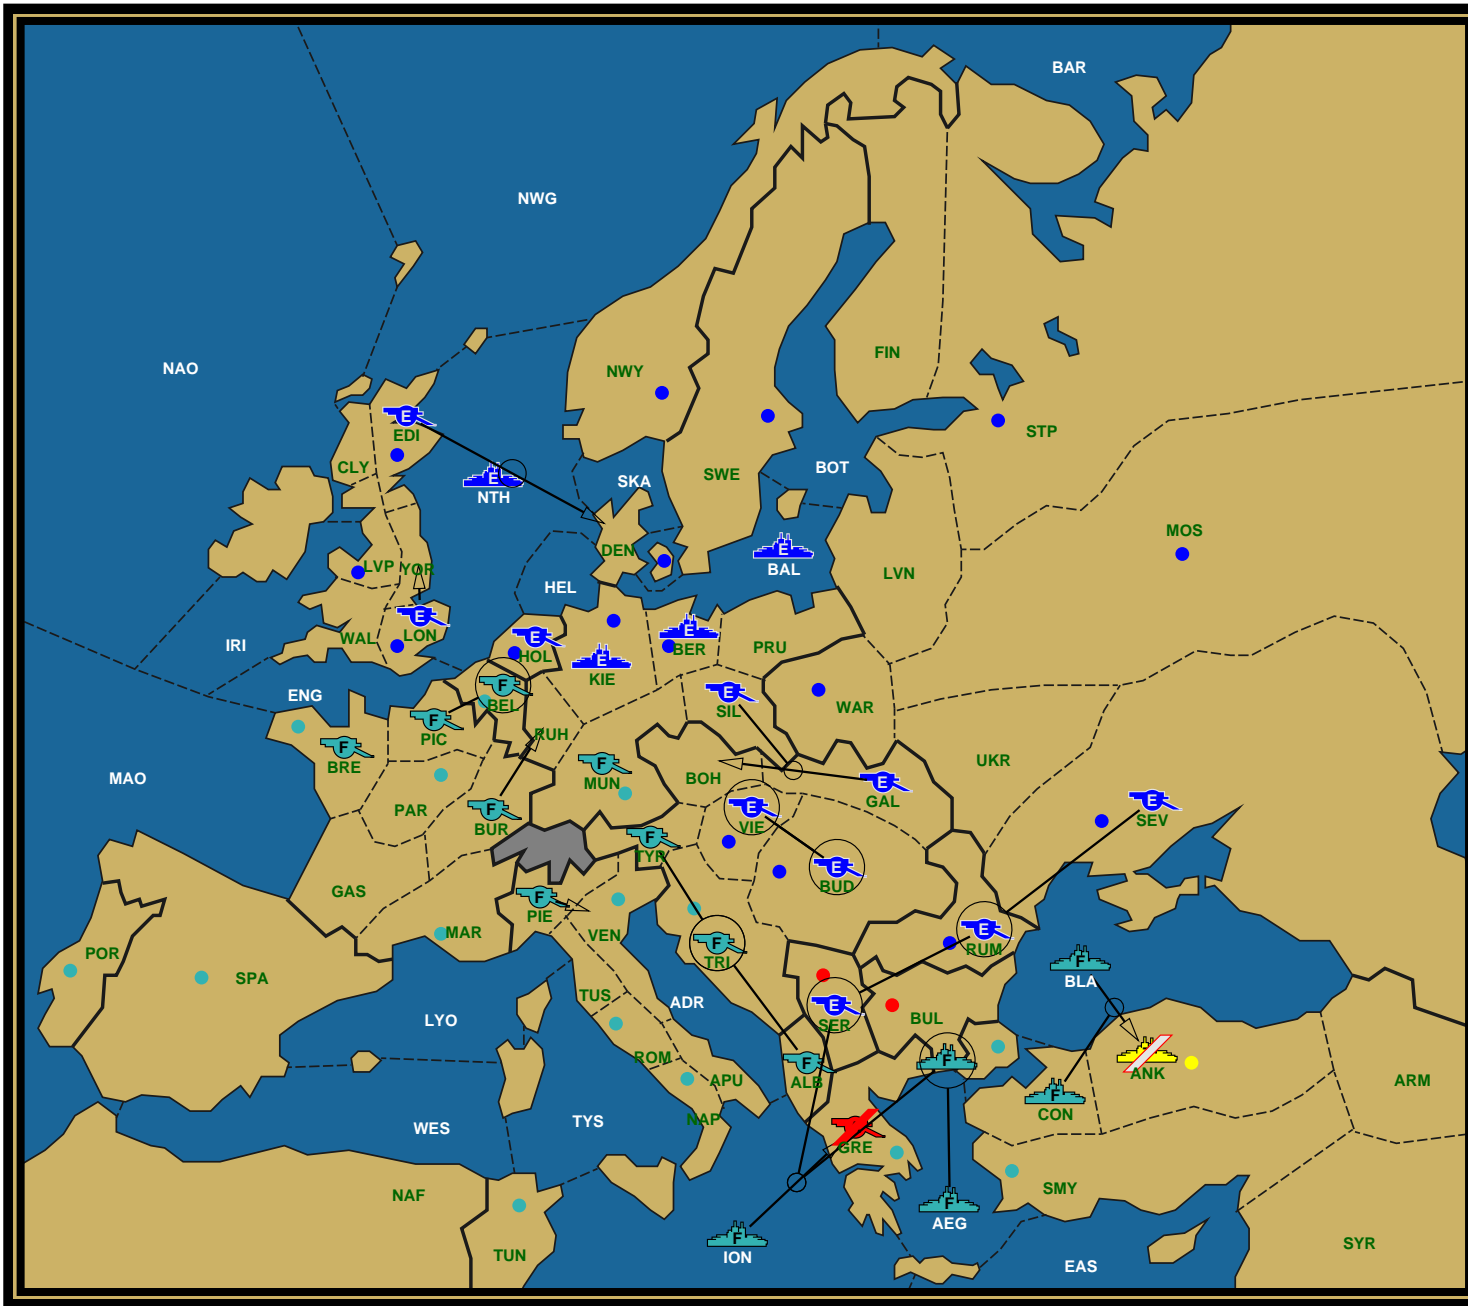 BAR
NWG
NAO
FIN
NWY
E
EDI
STP
CLY
SKA
BOT
SWE
E
NTH
MOS
DEN
E
BAL
LVP
YOR
LVN
HEL
E
LON
WAL
IRI
E
HOL
E
BER
PRU
E
KIE
ENG
F
BEL
E
SIL
WAR
F
PIC
RUH
F
BRE
UKR
MAO
F
MUN
BOH
E
GAL
PAR
F
BUR
E
VIE
E
SEV
F
TYR
E
BUD
GAS
F
PIE
MAR
VEN
F
TRI
E
RUM
POR
SPA
F
BLA
TUS
ADR
E
SER
BUL
LYO
ROM
F
ALB
F
ANK
APU
ARM
F
CON
NAP
WES
TYS
GRE
NAF
SMY
F
AEG
F
ION
TUN
SYR
EAS